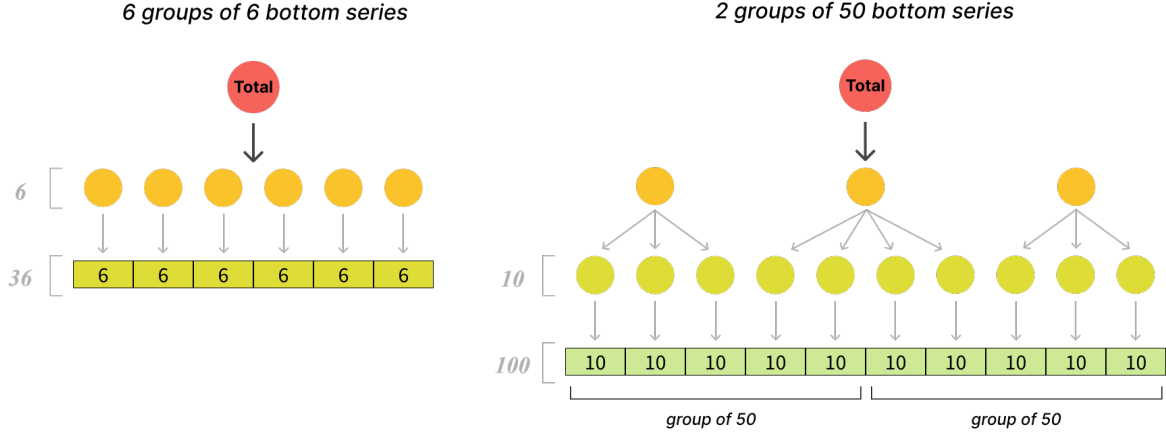 6 groups of 6 bottom series
Total
6
36
6 6 6 6 6 6
2 groups of 50 bottom series
Total
10
100
10 10 10 10 10 10 10 10 10 10
group of 50
group of 50